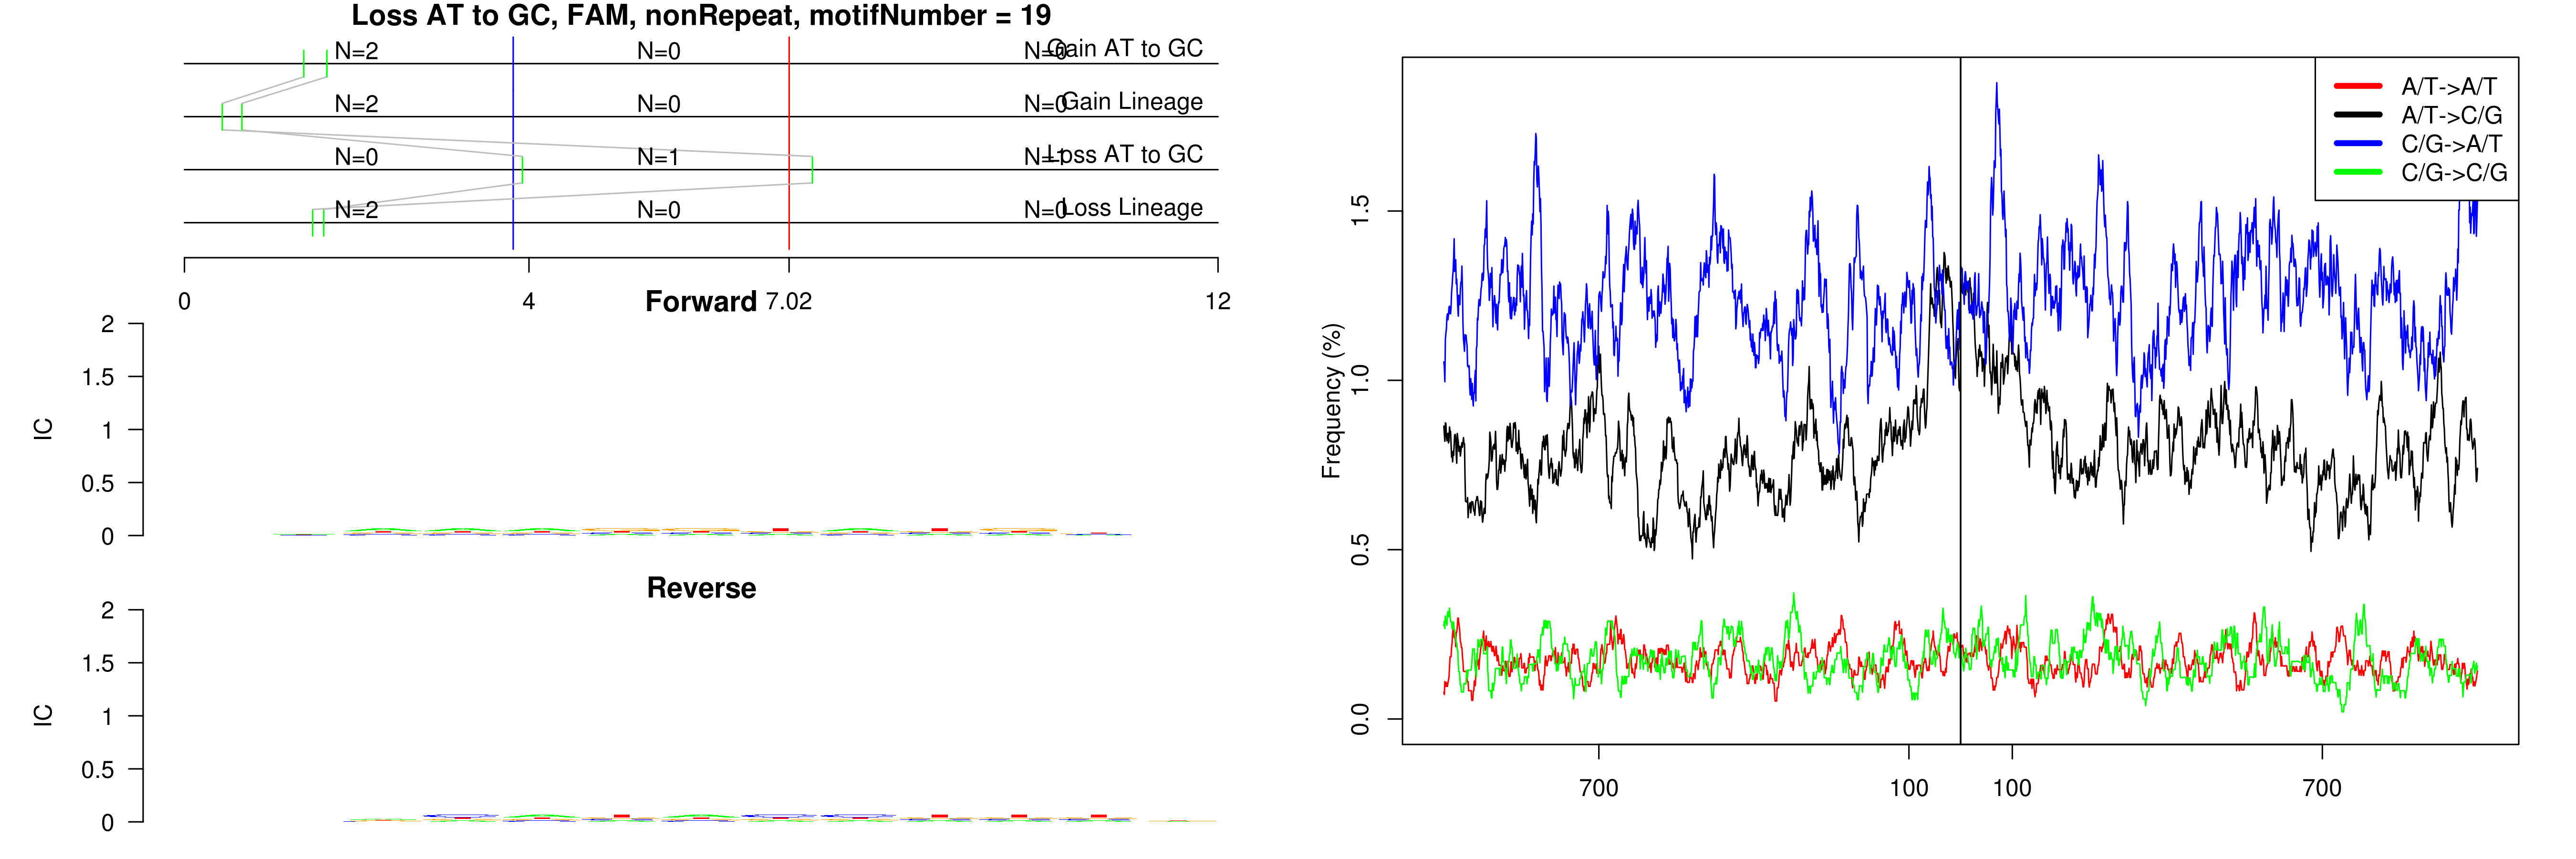 Loss AT to GC, FAM, nonRepeat, motifNumber = 19
N=2 N=0 N=0 Gain AT to GC
N=2 N=0 N=0 Gain Lineage
N=0 N=1 N=1 Loss AT to GC
N=2 N=0 N=0 Loss Lineage
0 4 7.02 12
Forward
IC
2
1.5
1
0.5
0
Reverse
IC
2
1.5
1
0.5
0
A/T->A/T
A/T->C/G
C/G->A/T
C/G->C/G
Frequency (%)
1.5
1.0
0.5
0.0
700 100 100 700